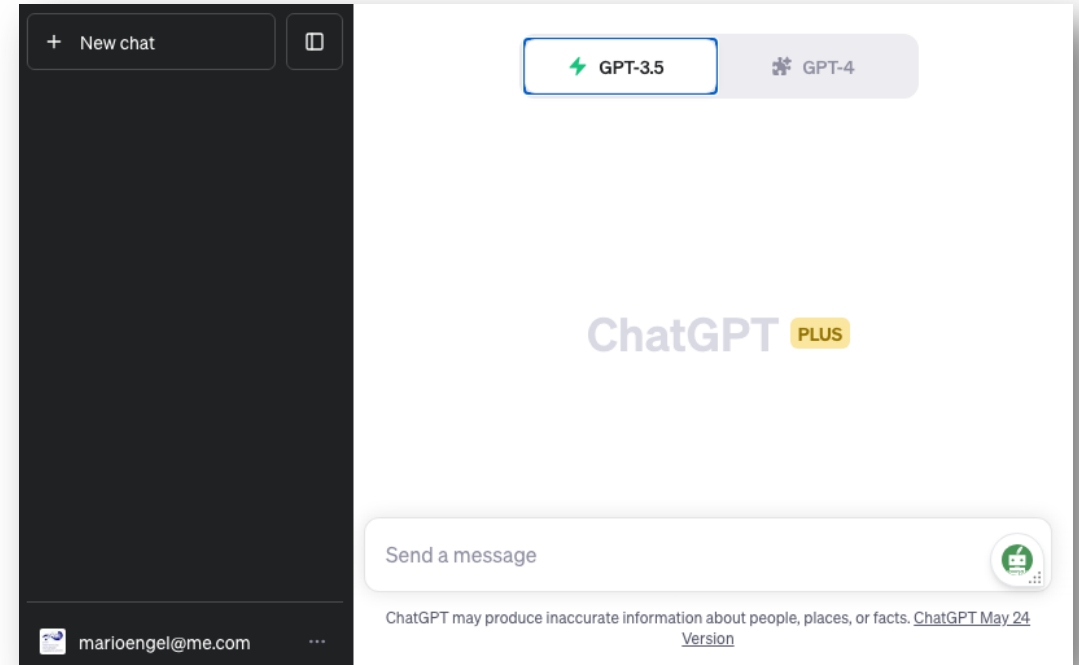 + New chat
GPT-3.5
GPT-4
ChatGPT PLUS
Send a message
ChatGPT may produce inaccurate information about people, places, or facts. ChatGPT May 24
Version
marioengel@me.com